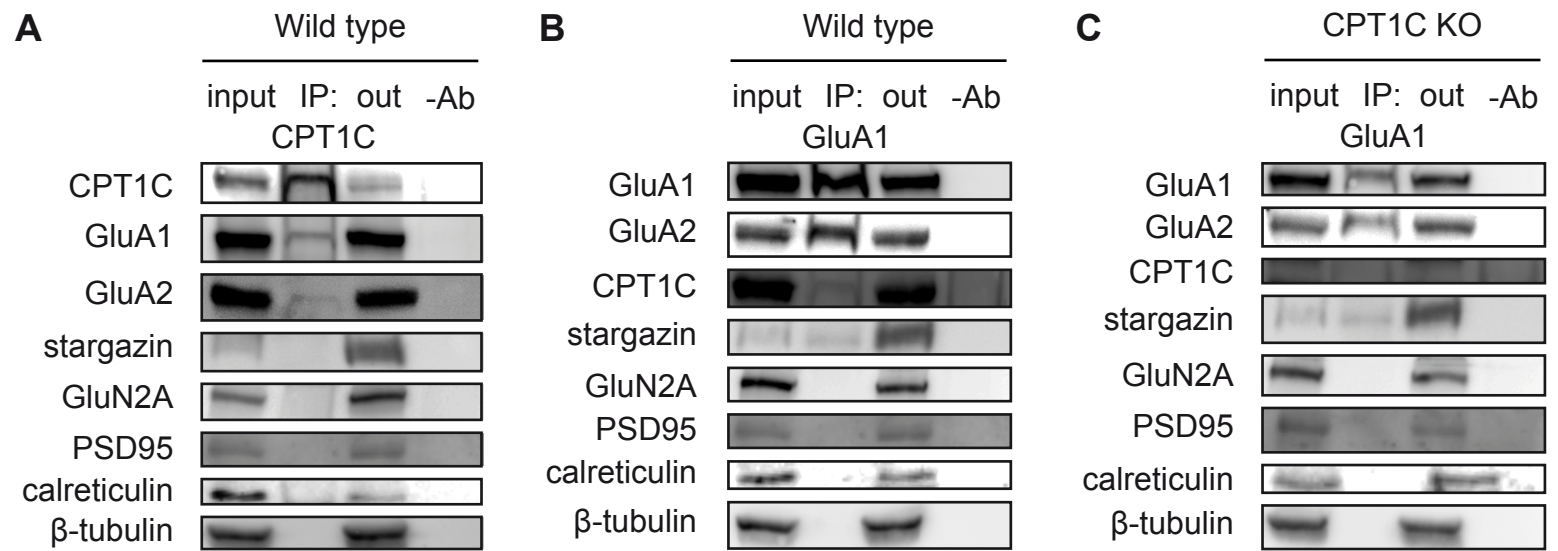 A
Wild type
input IP: out -Ab
CPT1C
CPT1C
GluA1
GluA2
stargazin
GluN2A
PSD95
calreticulin
β-tubulin
B
Wild type
input IP: out -Ab
GluA1
GluA1
GluA2
CPT1C
stargazin
GluN2A
PSD95
calreticulin
β-tubulin
C
CPT1C KO
input IP: out -Ab
GluA1
GluA1
GluA2
CPT1C
stargazin
GluN2A
PSD95
calreticulin
β-tubulin